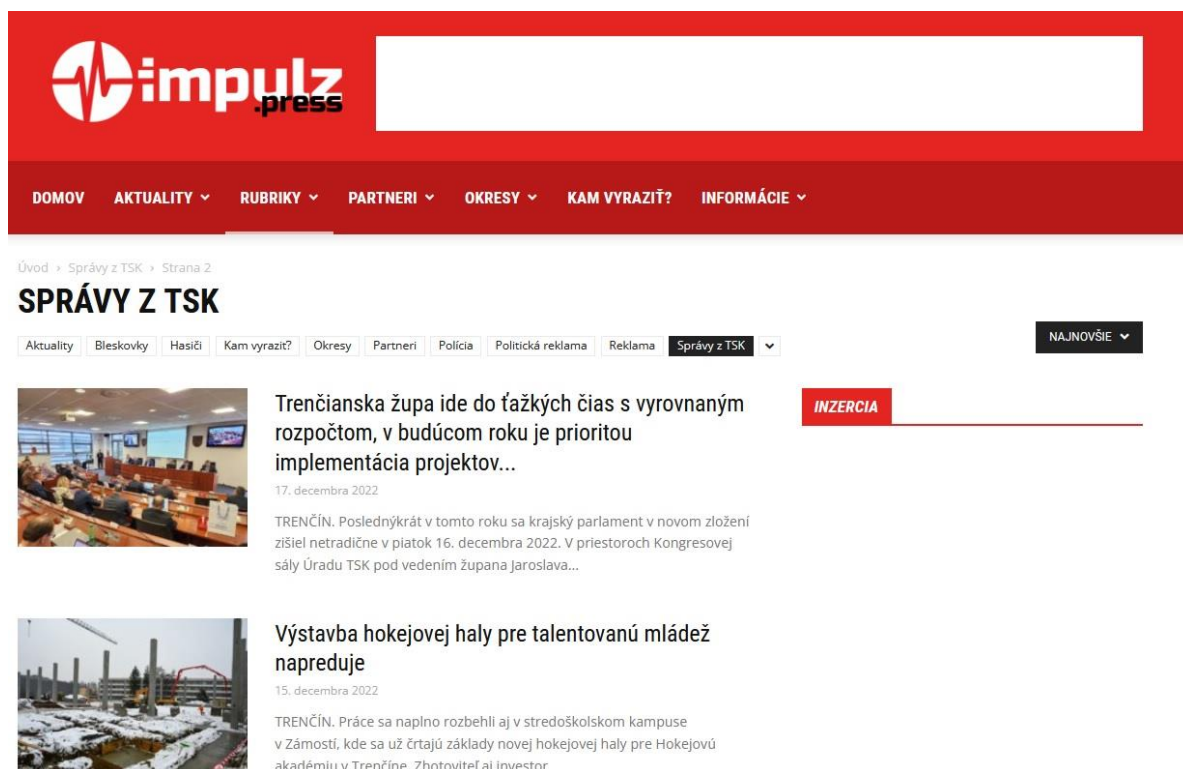 impulz
.press
DOMOV AKTUALITY RUBRIKY PARTNERI OKRESY KAM VYRAZIŤ? INFORMÁCIE
Úvod › Správy z TSK › Strana 2
SPRÁVY Z TSK
Aktuality Bleskovky Hasiči Kam vyraziť? Okresy Partneri Polícia Politická reklama Reklama Správy z TSK
NAJNOVŠIE
Trenčianska župa ide do ťažkých čias s vyrovnaným
rozpočtom, v budúcom roku je prioritou
implementácia projektov...
17. decembra 2022
TRENČÍN. Poslednýkrát v tomto roku sa krajský parlament v novom zložení
zišiel netradične v piatok 16. decembra 2022. V priestoroch Kongresovej
sály Úradu TSK pod vedením župana Jaroslava...
INZERCIA
Výstavba hokejovej haly pre talentovanú mládež
napreduje
15. decembra 2022
TRENČÍN. Práce sa naplno rozbehli aj v stredoškolskom kampuse
v Zámostí, kde sa už črtajú základy novej hokejovej haly pre Hokejovú
akadémiu v Trenčíne. Zhotoviteľ aj investor